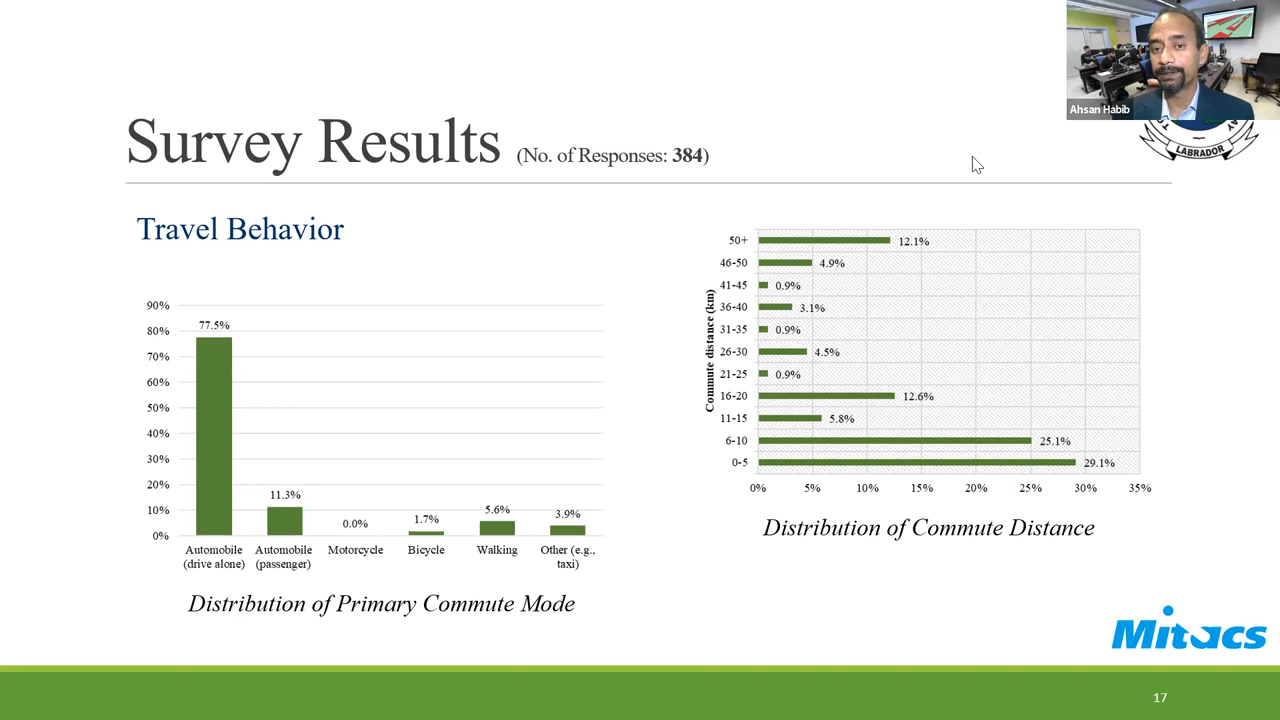 Ahsan Habib
LABRADOR
Survey Results (No. of Responses: 384)
Travel Behavior
90%
80%
70%
60%
50%
40%
30%
20%
10%
0%
77.5%
11.3%
0.0%
1.7%
5.6%
3.9%
Automobile
(drive alone)
Automobile
(passenger)
Motorcycle
Bicycle
Walking
Other (e.g.,
taxi)
Distribution of Primary Commute Mode
Commute distance (km)
50+ 12.1%
46-50 4.9%
41-45 0.9%
36-40 3.1%
31-35 0.9%
26-30 4.5%
21-25 0.9%
16-20 12.6%
11-15 5.8%
6-10 25.1%
0-5 29.1%
0% 5% 10% 15% 20% 25% 30% 35%
Distribution of Commute Distance
Mitacs
17